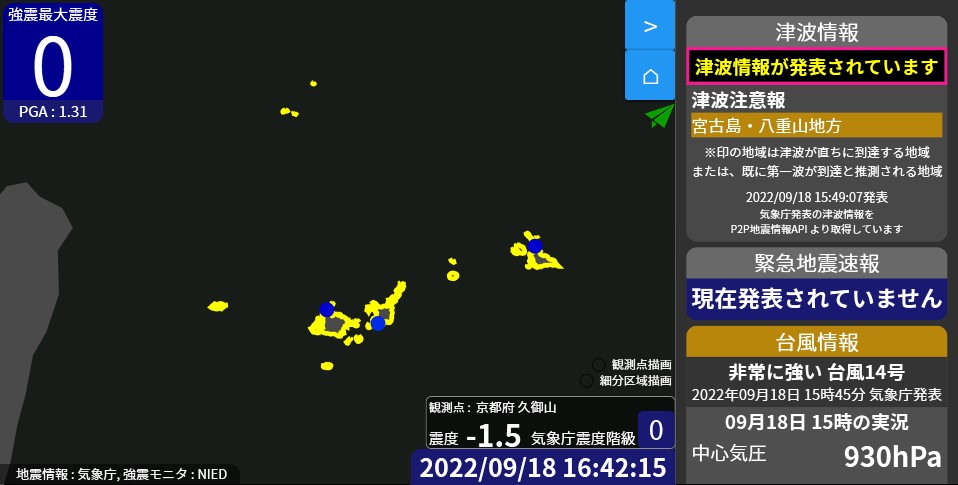 強震最大震度
0
PGA : 1.31
>
観測点描画
細分区域描画
観測点 : 京都府 久御山
震度 -1.5 気象庁震度階級 0
2022/09/18 16:42:15
地震情報 : 気象庁, 強震モニタ : NIED
津波情報
津波情報が発表されています
津波注意報
宮古島・八重山地方
※印の地域は津波が直ちに到達する地域
または、既に第一波が到達と推測される地域
2022/09/18 15:49:07発表
気象庁発表の津波情報を
P2P地震情報API より取得しています
緊急地震速報
現在発表されていません
台風情報
非常に強い 台風14号
2022年09月18日 15時45分 気象庁発表
09月18日 15時の実況
中心気圧 930hPa